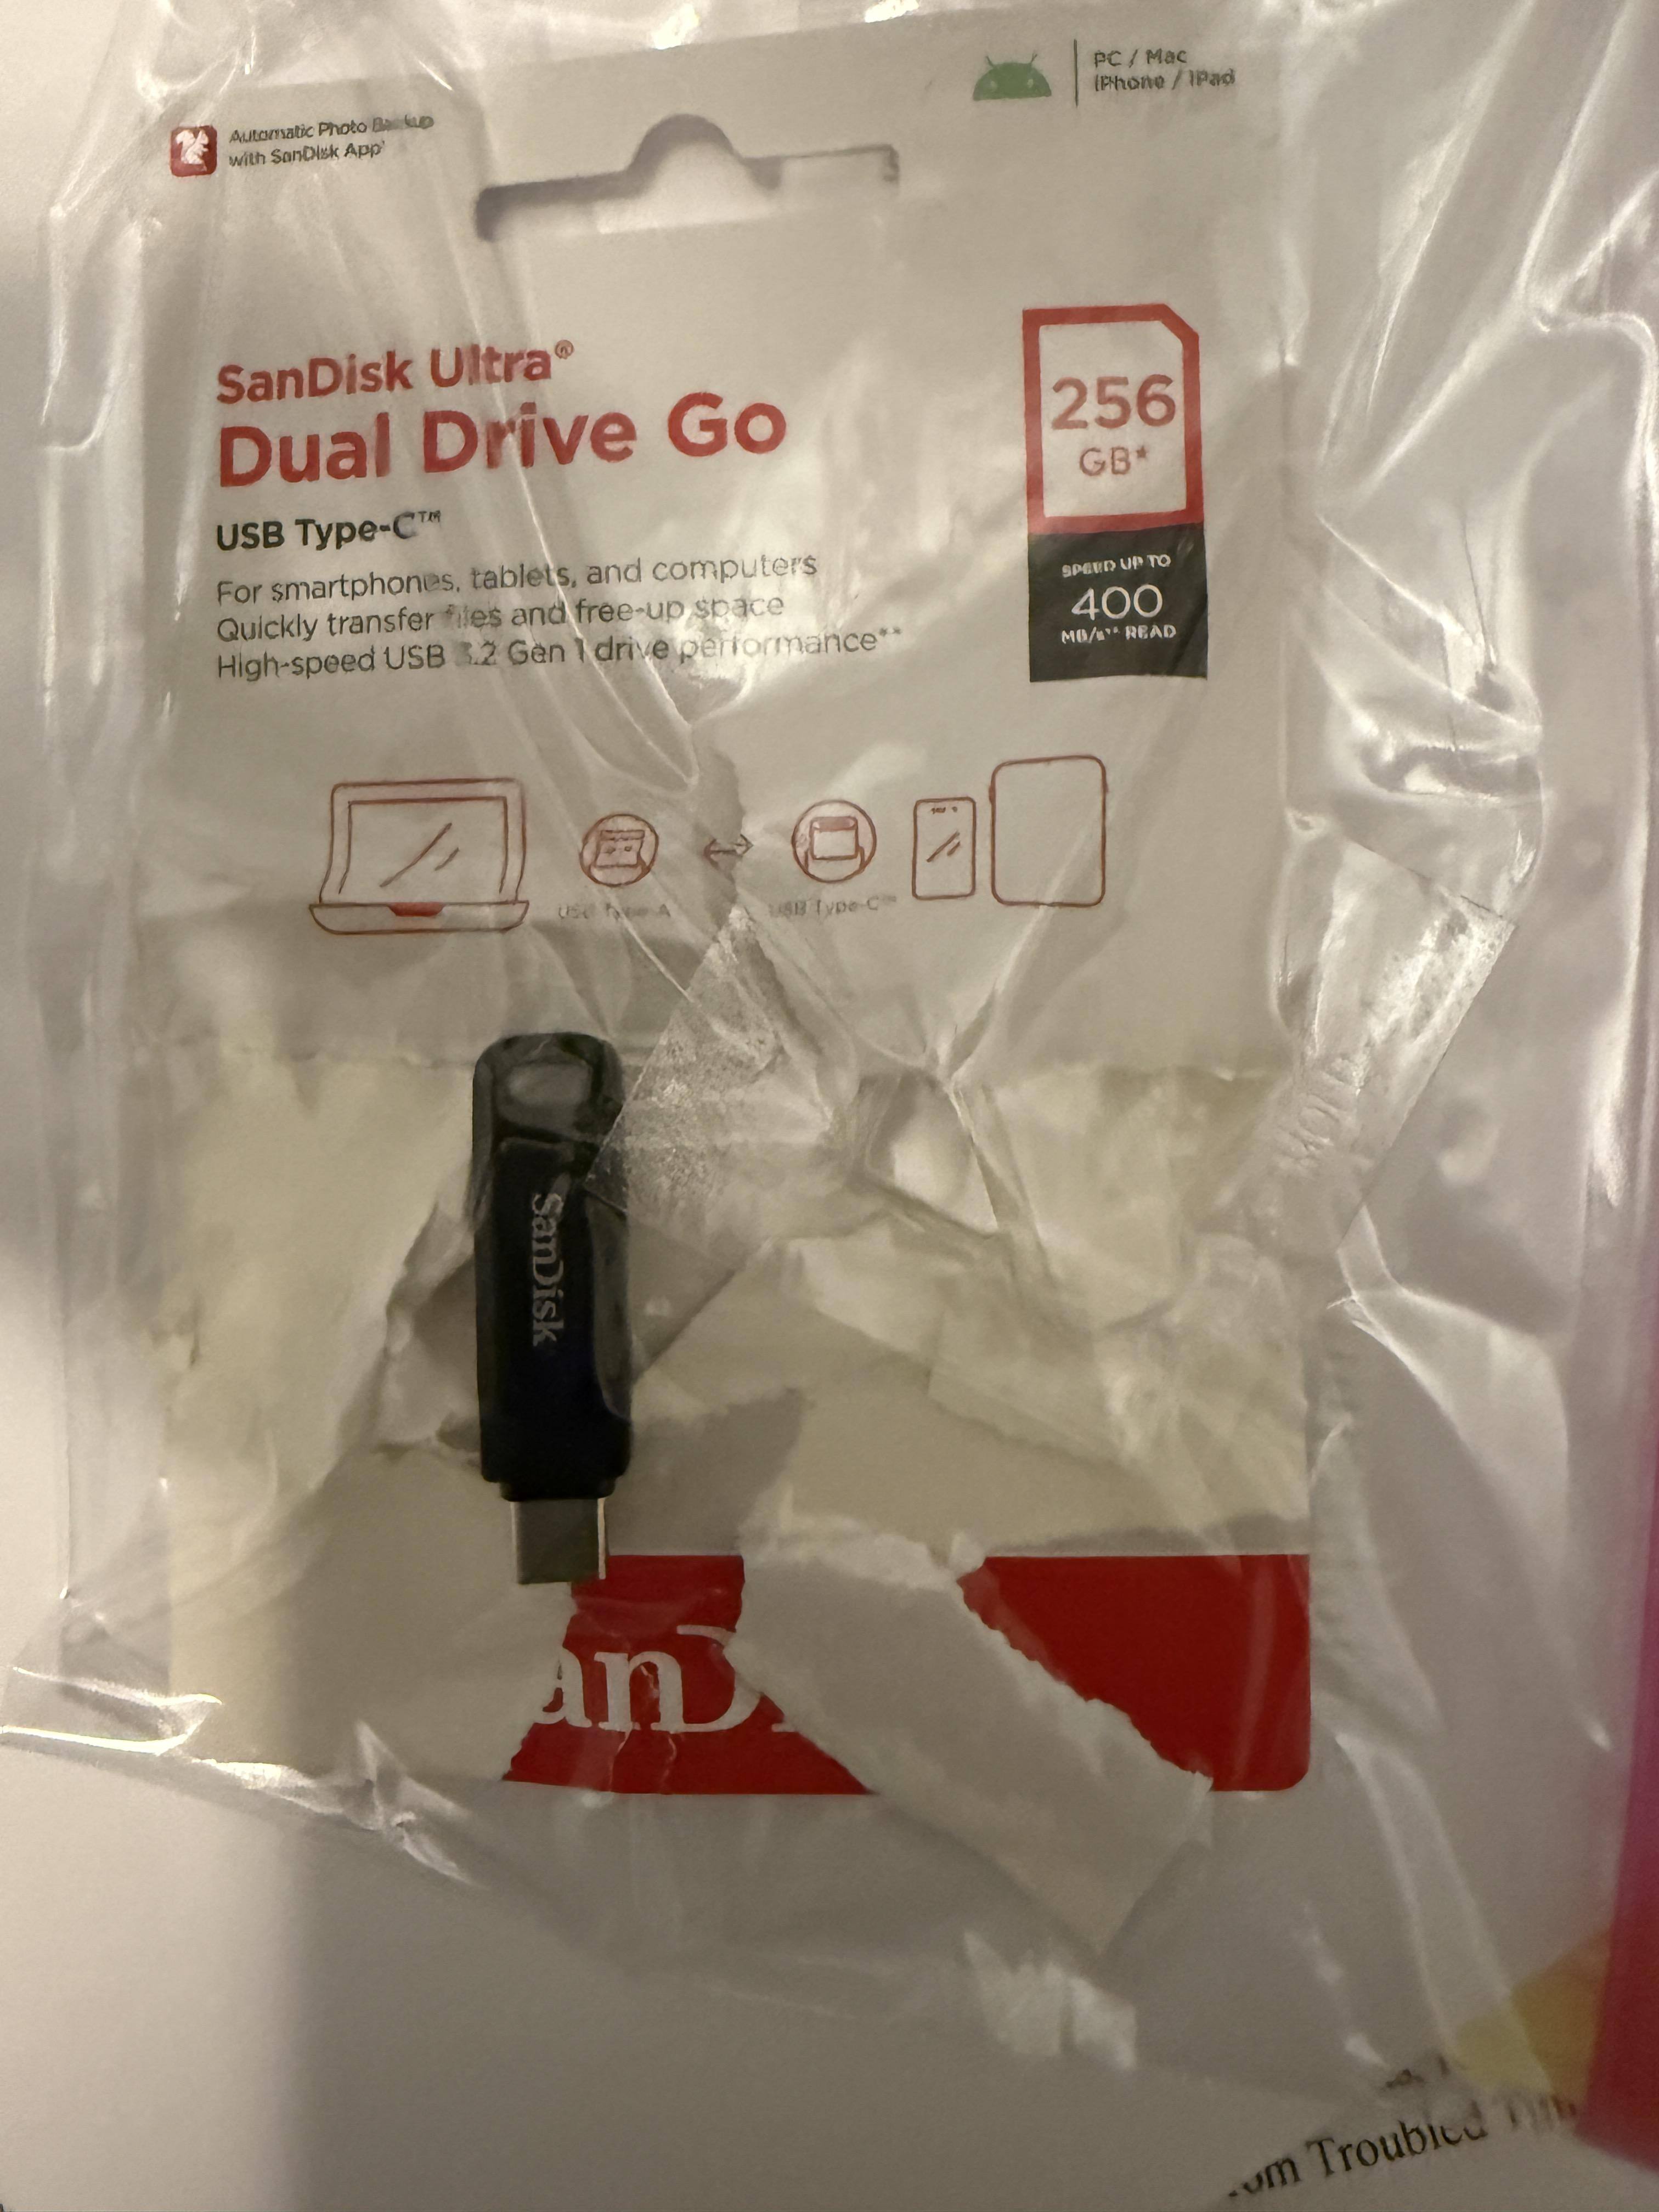 Automatic Photo Backup
with SanDisk App
PC / Mac
iPhone / iPad
SanDisk Ultra®
Dual Drive Go
256
GB*
USB Type-C™
For smartphones, tablets, and computers
Quickly transfer files and free-up space
High-speed USB 3.2 Gen 1 drive performance**
SPEED UP TO
400
MB/s** READ
USB Type-A
USB Type-C™
SanDisk
anD
om Troubled